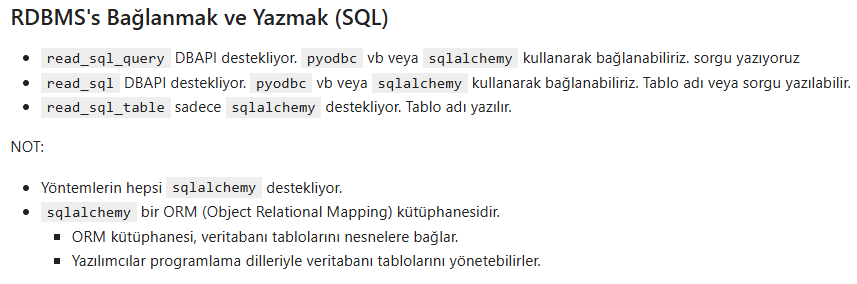 RDBMS's Bağlanmak ve Yazmak (SQL)
read_sql_query DBAPI destekliyor. pyodbc vb veya sqlalchemy kullanarak bağlanabiliriz. sorgu yazıyoruz
read_sql DBAPI destekliyor. pyodbc vb veya sqlalchemy kullanarak bağlanabiliriz. Tablo adı veya sorgu yazılabilir.
read_sql_table sadece sqlalchemy destekliyor. Tablo adı yazılır.
NOT:
Yöntemlerin hepsi sqlalchemy destekliyor.
sqlalchemy bir ORM (Object Relational Mapping) kütüphanesidir.
ORM kütüphanesi, veritabanı tablolarını nesnelere bağlar.
Yazılımcılar programlama dilleriyle veritabanı tablolarını yönetebilirler.